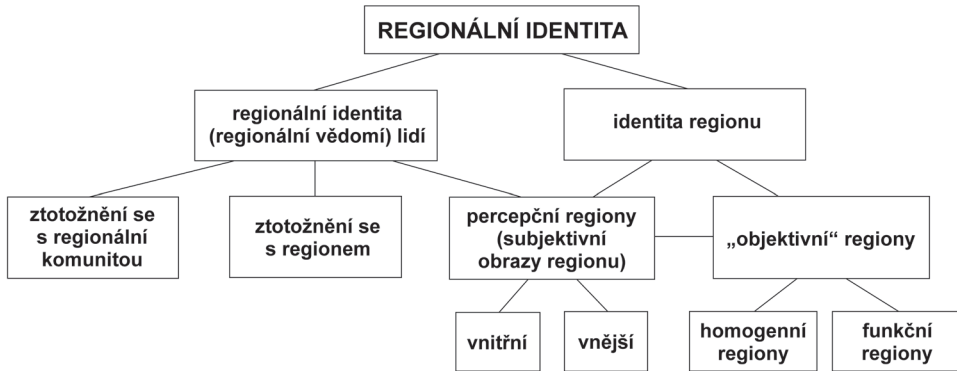 REGIONÁLNÍ IDENTITA
regionální identita
(regionální vědomí) lidí
identita regionu
ztotožnění se
s regionální
komunitou
ztotožnění se
s regionem
percepční regiony
(subjektivní
obrazy regionu)
„objektivní“ regiony
vnitřní
vnější
homogenní
regiony
funkční
regiony